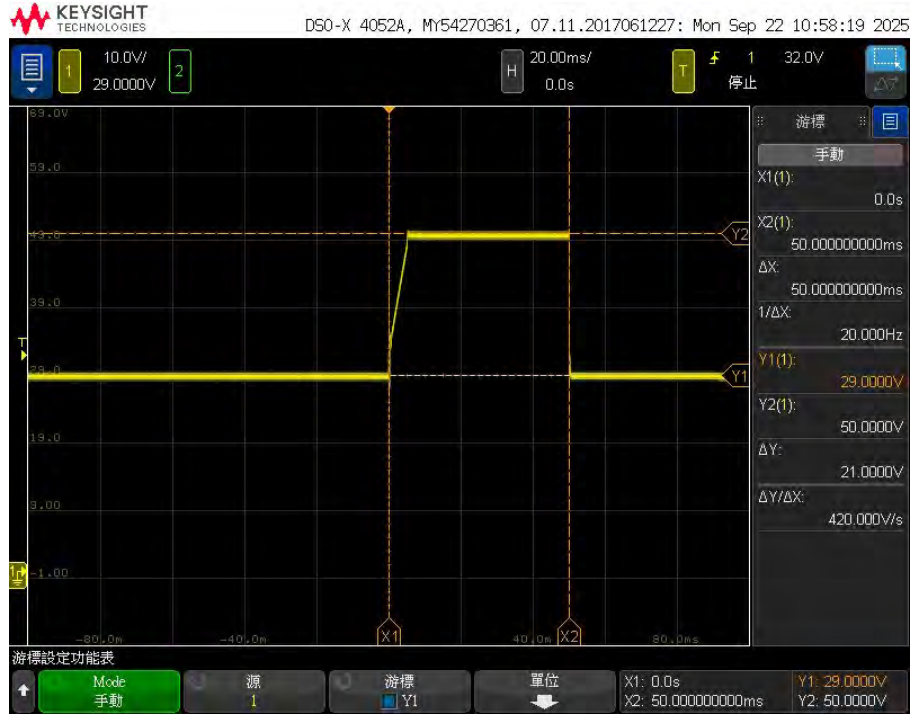 KEYSIGHT
TECHNOLOGIES
DSO-X 4052A, MY54270361, 07.11.2017061227: Mon Sep 22 10:58:19 2025
1
10.0V/
29.0000V
2
H
20.00ms/
0.0s
T
1
32.0V
停止
69.0V
59.0
39.0
29.0
19.0
9.00
-1.00
-80.0m
-40.0m
40.0m
80.0ms
T
Y2
Y1
X1
X2
游標
手動
X1(1):
0.0s
X2(1):
50.000000000ms
ΔX:
50.000000000ms
1/ΔX:
20.000Hz
Y1(1):
29.0000V
Y2(1):
50.0000V
ΔY:
21.0000V
ΔY/ΔX:
420.000V/s
游標設定功能表
Mode
手動
源
1
游標
Y1
單位
X1: 0.0s
X2: 50.000000000ms
Y1: 29.0000V
Y2: 50.0000V